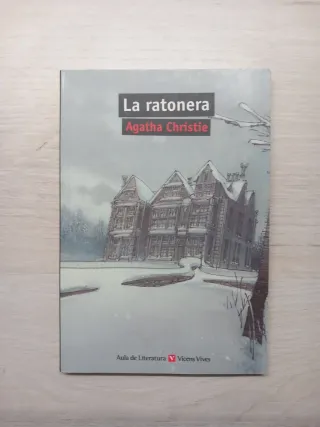 La ratonera
Agatha Christie
Aula de Literatura V Vicens Vives